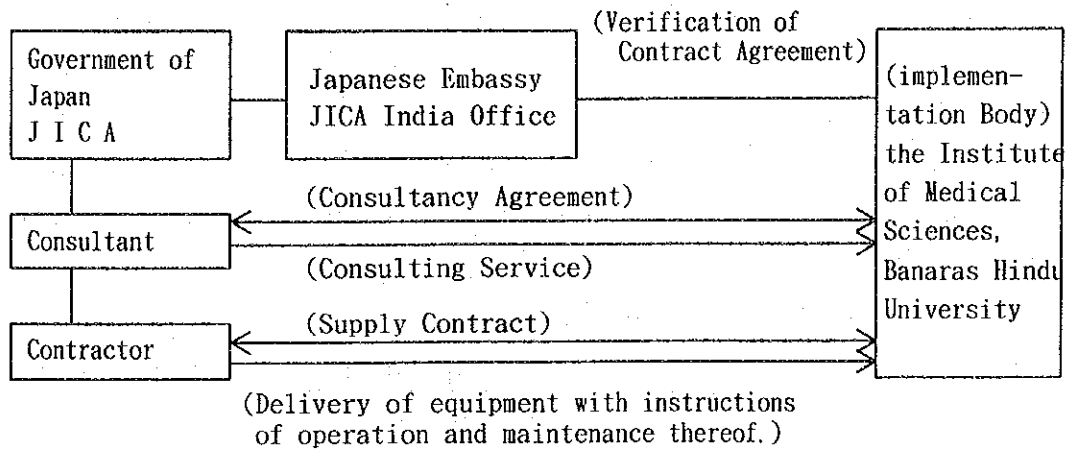 (Verification of
Contract Agreement)
Government of
Japan
J I C A
Japanese Embassy
JICA India Office
(implemen-
tation Body)
the Institute
of Medical
Sciences,
Banaras Hindu
University
(Consultancy Agreement)
Consultant
(Consulting Service)
(Supply Contract)
Contractor
(Delivery of equipment with instructions
of operation and maintenance thereof.)